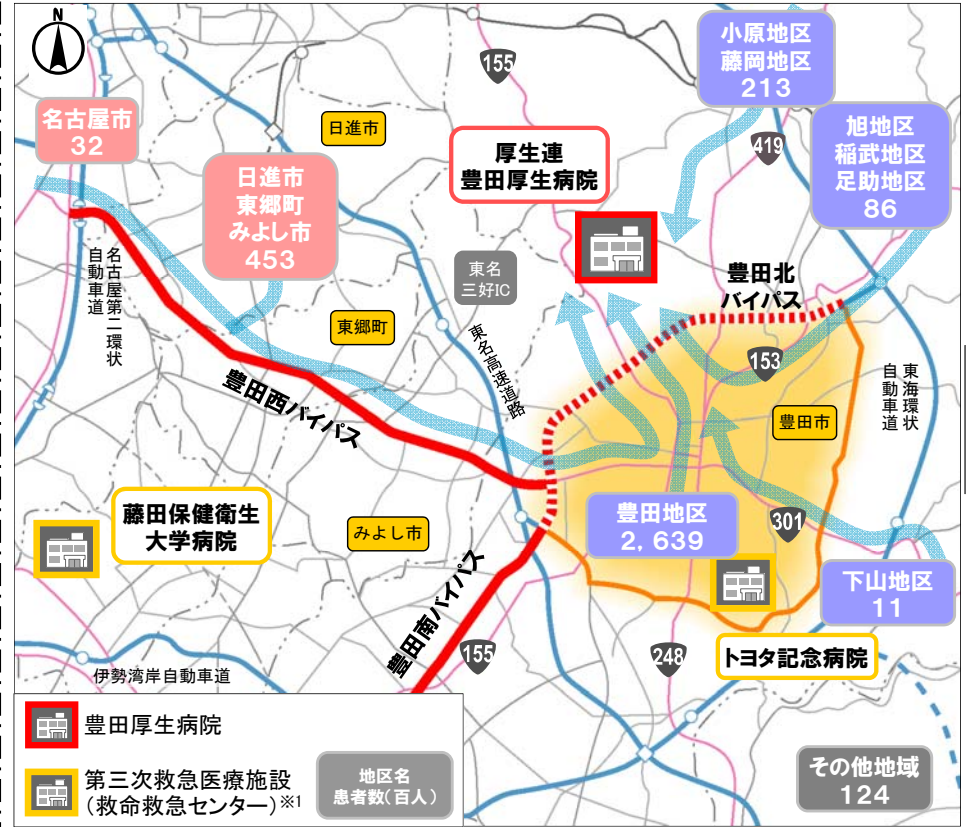 小原地区
藤岡地区
213
155
名古屋市
32
日進市
旭地区
稲武地区
足助地区
86
419
厚生連
豊田厚生病院
日進市
東郷町
みよし市
453
名古屋第二環状
自動車道
東名
三好IC
豊田北
バイパス
東郷町
東名高速道路
153
東海環状
自動車道
豊田西バイパス
豊田市
藤田保健衛生
大学病院
みよし市
豊田地区
2,639
301
下山地区
11
豊田南バイパス
155
248
トヨタ記念病院
伊勢湾岸自動車道
豊田厚生病院
第三次救急医療施設
(救命救急センター)※1
地区名
患者数(百人)
その他地域
124